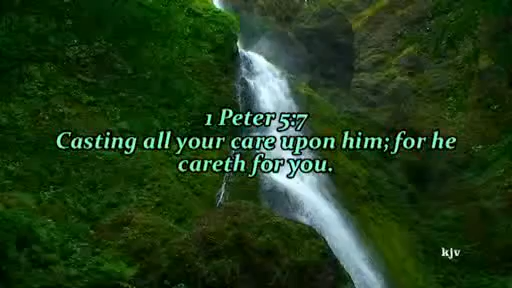 1 Peter 5:7
Casting all your care upon him; for he
careth for you.
kjv